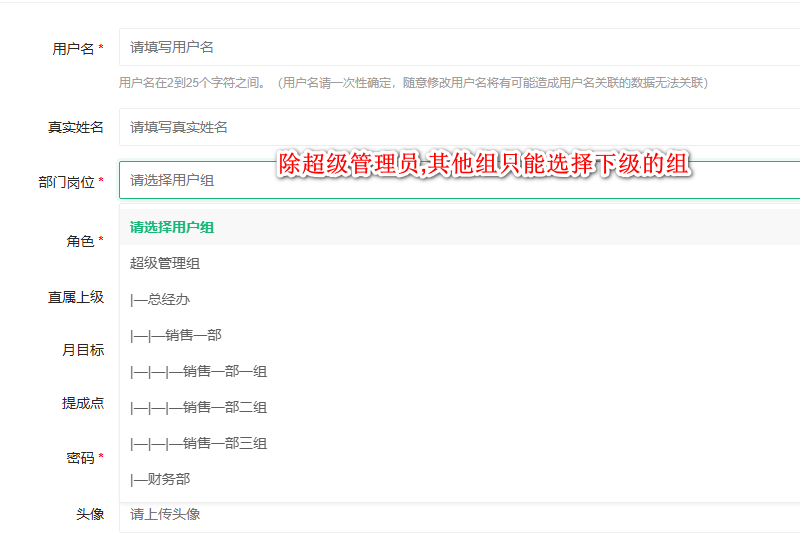 用户名 * 请填写用户名
用户名在2到25个字符之间。（用户名请一次性确定，随意修改用户名将有可能造成用户名关联的数据无法关联）
真实姓名 请填写真实姓名
除超级管理员,其他组只能选择下级的组
部门岗位 * 请选择用户组
请选择用户组
角色 *
超级管理组
直属上级
|—总经办
|—|—销售一部
月目标
|—|—|—销售一部一组
提成点
|—|—|—销售一部二组
|—|—|—销售一部三组
密码 *
|—财务部
头像 请上传头像